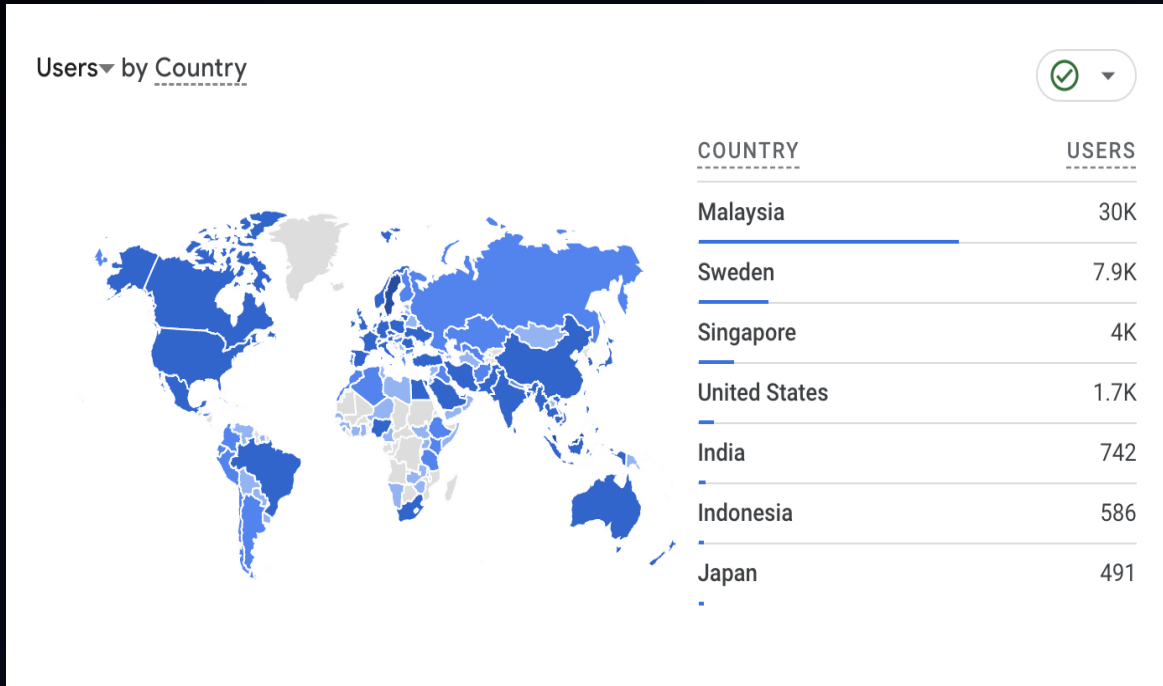 Users by Country
COUNTRY USERS
Malaysia 30K
Sweden 7.9K
Singapore 4K
United States 1.7K
India 742
Indonesia 586
Japan 491